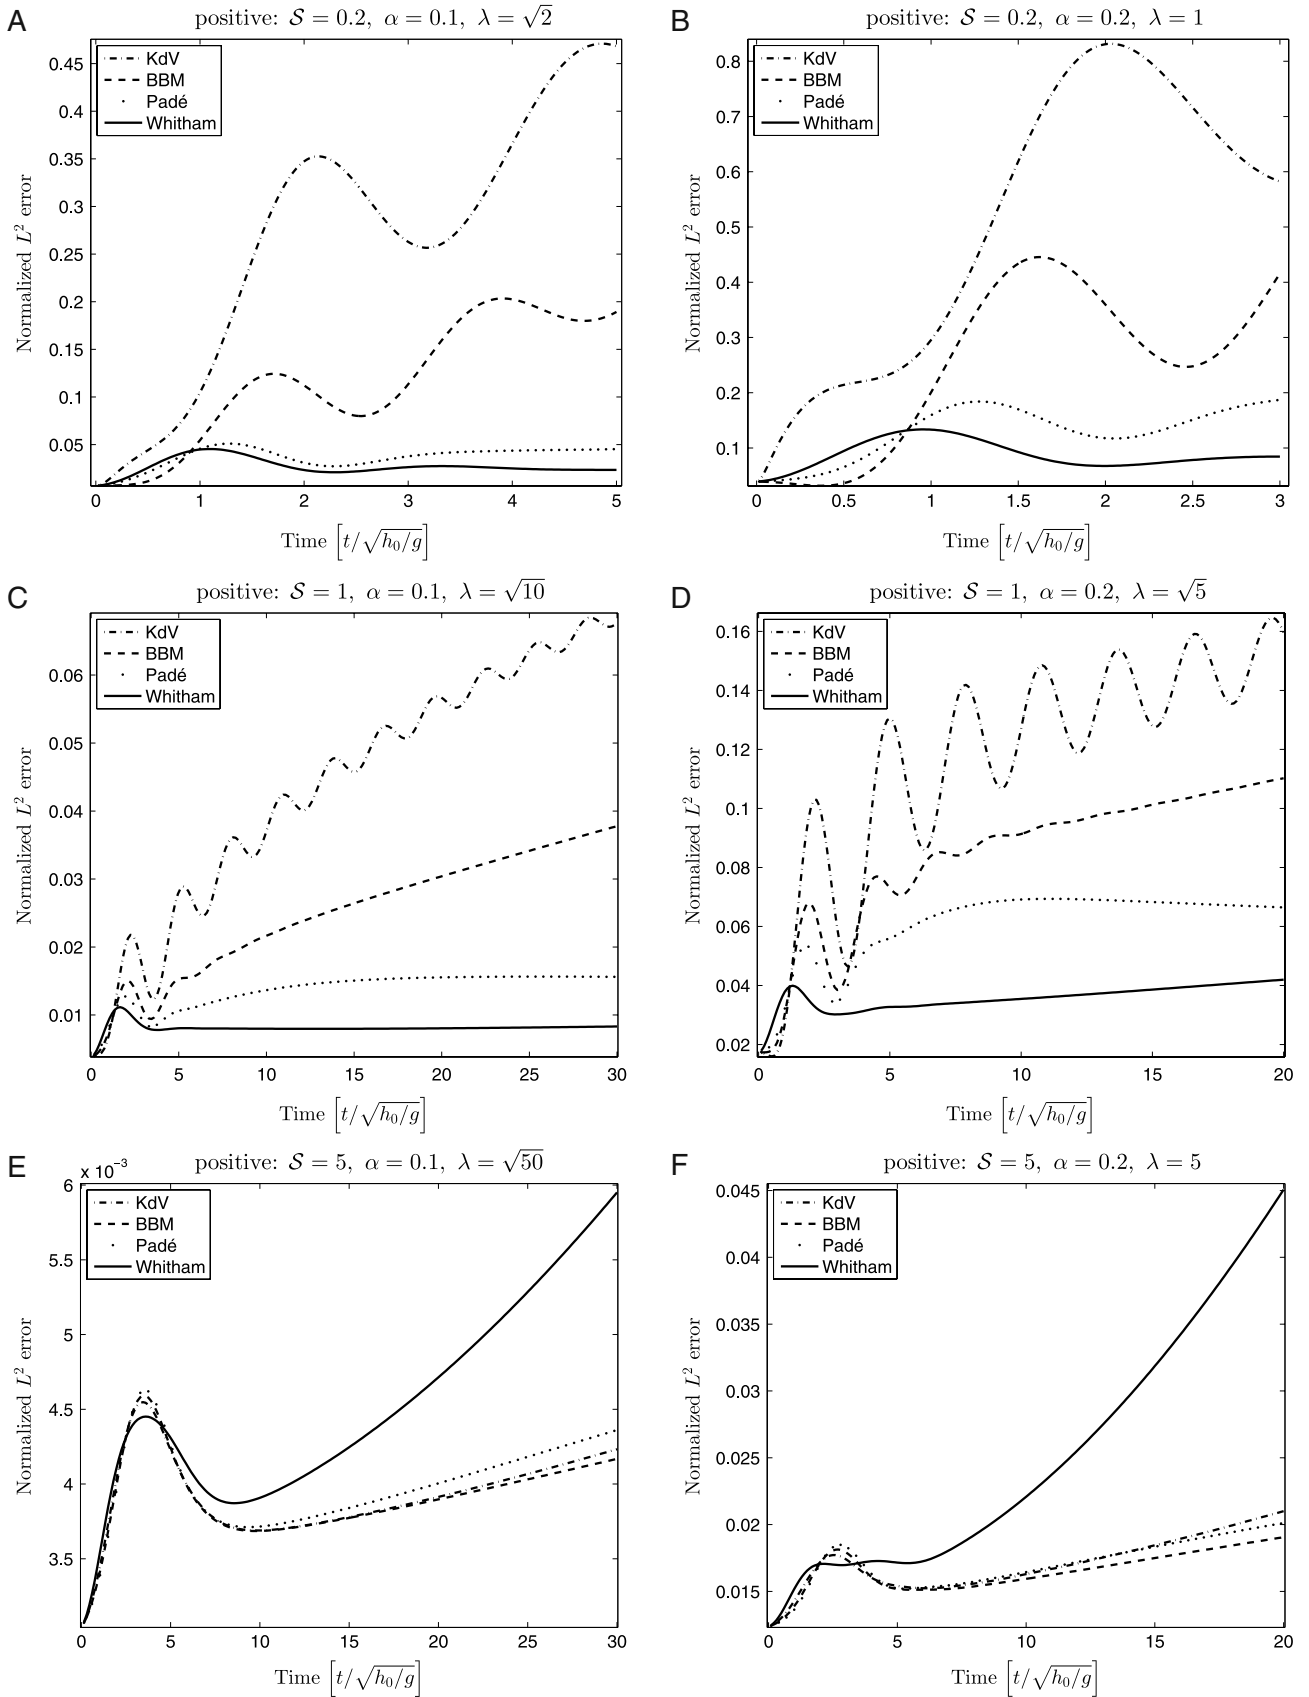 A
positive: 𝒮 = 0.2, α = 0.1, λ = √2
KdV
BBM
Padé
Whitham
Normalized L² error
0.45
0.4
0.35
0.3
0.25
0.2
0.15
0.1
0.05
0 1 2 3 4 5
Time [t/√(h₀/g)]
B
positive: 𝒮 = 0.2, α = 0.2, λ = 1
KdV
BBM
Padé
Whitham
Normalized L² error
0.8
0.7
0.6
0.5
0.4
0.3
0.2
0.1
0 0.5 1 1.5 2 2.5 3
Time [t/√(h₀/g)]
C
positive: 𝒮 = 1, α = 0.1, λ = √10
KdV
BBM
Padé
Whitham
Normalized L² error
0.06
0.05
0.04
0.03
0.02
0.01
0 5 10 15 20 25 30
Time [t/√(h₀/g)]
D
positive: 𝒮 = 1, α = 0.2, λ = √5
KdV
BBM
Padé
Whitham
Normalized L² error
0.16
0.14
0.12
0.1
0.08
0.06
0.04
0.02
0 5 10 15 20
Time [t/√(h₀/g)]
E
positive: 𝒮 = 5, α = 0.1, λ = √50
x 10⁻³
KdV
BBM
Padé
Whitham
Normalized L² error
6
5.5
5
4.5
4
3.5
0 5 10 15 20 25 30
Time [t/√(h₀/g)]
F
positive: 𝒮 = 5, α = 0.2, λ = 5
KdV
BBM
Padé
Whitham
Normalized L² error
0.045
0.04
0.035
0.03
0.025
0.02
0.015
0 5 10 15 20
Time [t/√(h₀/g)]